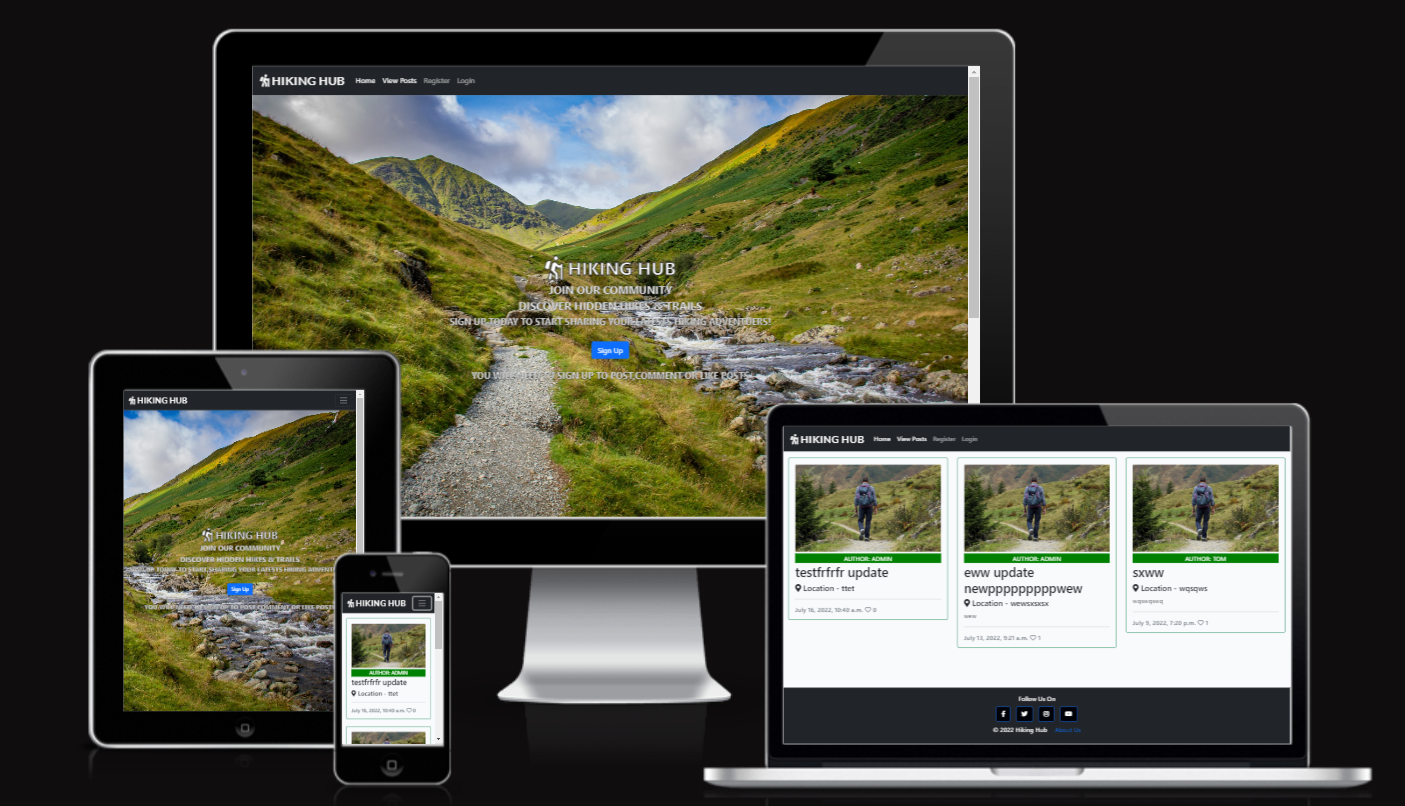 HIKING HUB Home View Posts Register Login
HIKING HUB
JOIN OUR COMMUNITY
DISCOVER HIDDEN HIKES & TRAILS
SIGN UP TODAY TO START SHARING YOUR LATESTS HIKING ADVENTUERS!
Sign Up
YOU WILL NEED TO SIGN UP TO POST,COMMENT OR LIKE POSTS
HIKING HUB
HIKING HUB
JOIN OUR COMMUNITY
DISCOVER HIDDEN HIKES & TRAILS
SIGN UP TODAY TO START SHARING YOUR LATESTS HIKING ADVENT
Sign Up
YOU WILL NEED TO SIGN UP TO POST,COMMENT OR LIKE POSTS
HIKING HUB
AUTHOR: ADMIN
testfrfrfr update
Location - ttet
July 16, 2022, 10:40 a.m. 0
HIKING HUB Home View Posts Register Login
AUTHOR: ADMIN
testfrfrfr update
Location - ttet
July 16, 2022, 10:40 a.m. 0
AUTHOR: ADMIN
eww update
newpppppppppwew
Location - wewsxsxsx
wew
July 13, 2022, 9:21 a.m. 1
AUTHOR: TOM
sxww
Location - wqsqws
wqswqswq
July 9, 2022, 7:20 p.m. 1
Follow Us On
© 2022 Hiking Hub About Us